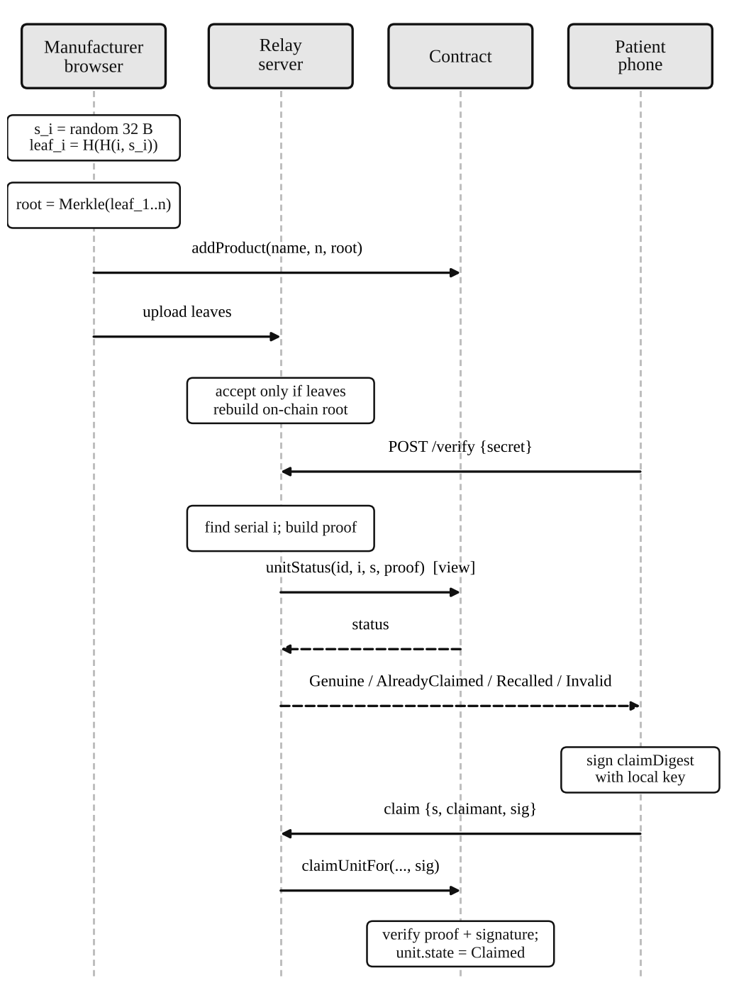 Manufacturer
browser
Relay
server
Contract
Patient
phone
s_i = random 32 B
leaf_i = H(H(i, s_i))
root = Merkle(leaf_1..n)
addProduct(name, n, root)
upload leaves
accept only if leaves
rebuild on-chain root
POST /verify {secret}
find serial i; build proof
unitStatus(id, i, s, proof)  [view]
status
Genuine / AlreadyClaimed / Recalled / Invalid
sign claimDigest
with local key
claim {s, claimant, sig}
claimUnitFor(..., sig)
verify proof + signature;
unit.state = Claimed